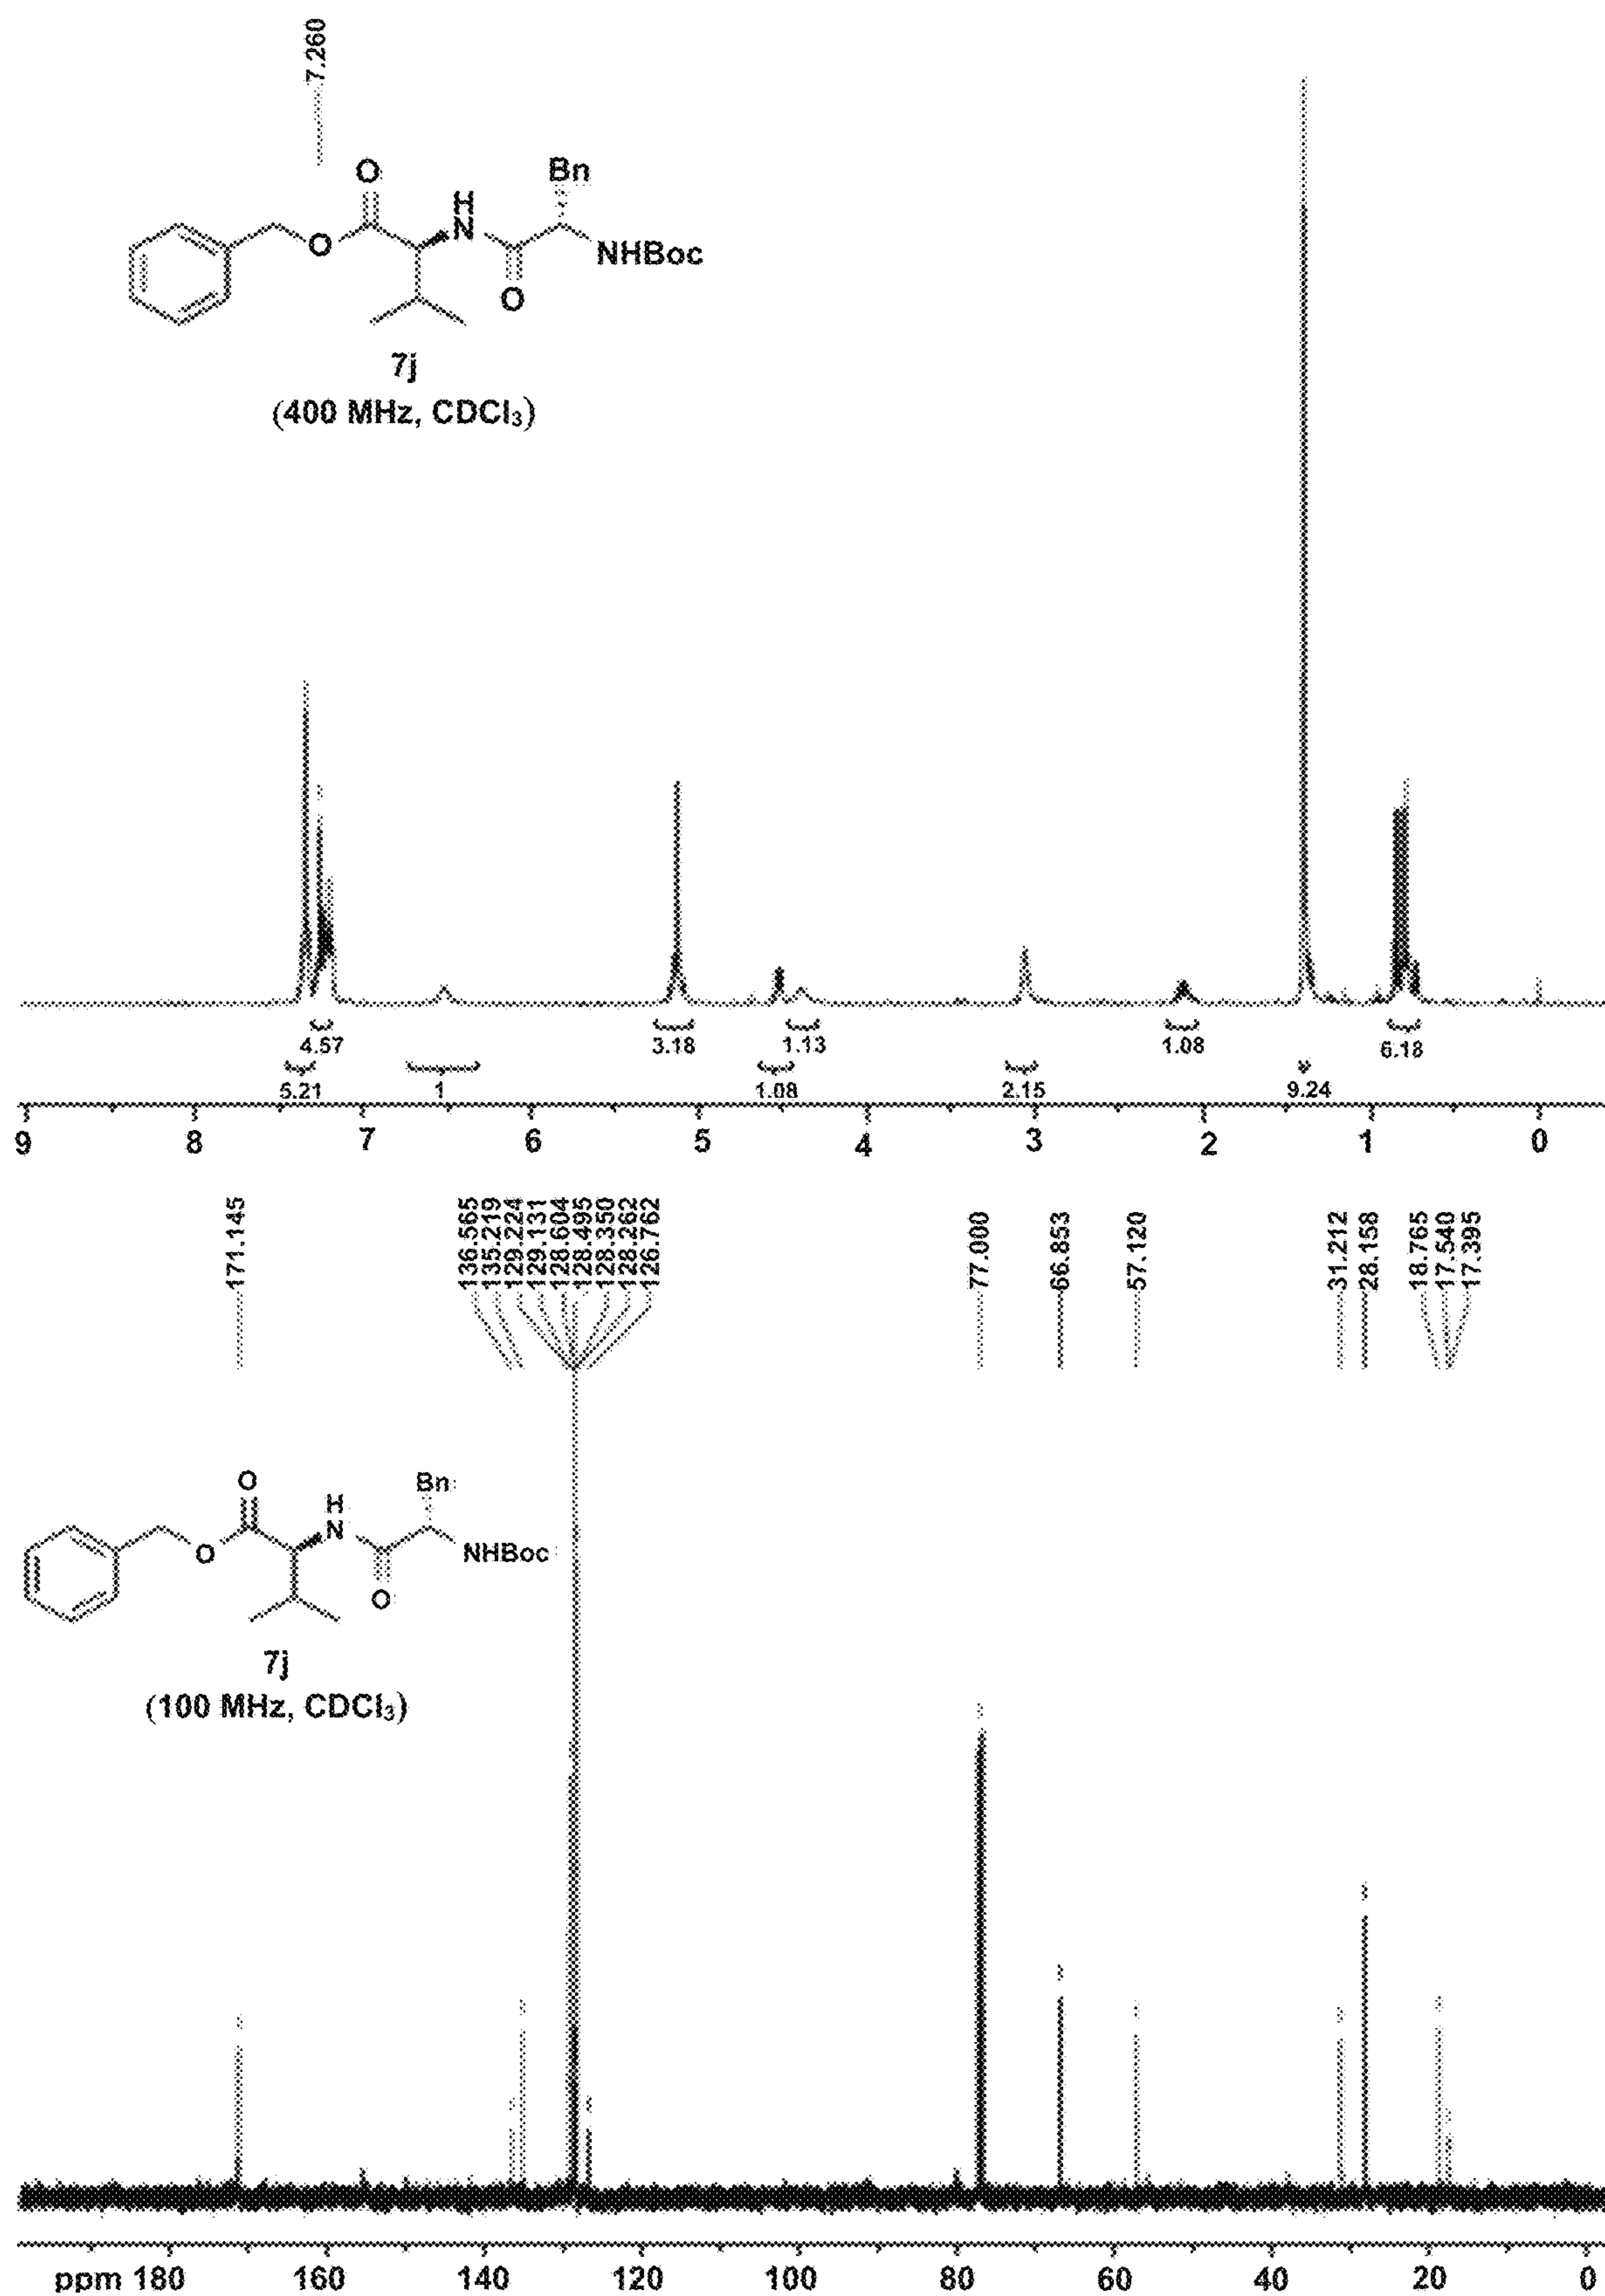 7.260
O
Bn
H
N
O
NHBoc
O
7j
(400 MHz, CDCl₃)
4.57
3.18
1.13
1.08
6.18
5.21
1
1.08
2.15
9.24
9 8 7 6 5 4 3 2 1 0
171.145
136.565
135.219
129.224
129.131
128.604
128.495
128.350
128.262
126.762
77.000
66.853
57.120
31.212
28.158
18.765
17.540
17.395
O
Bn
H
N
O
NHBoc
O
7j
(100 MHz, CDCl₃)
ppm 180 160 140 120 100 80 60 40 20 0